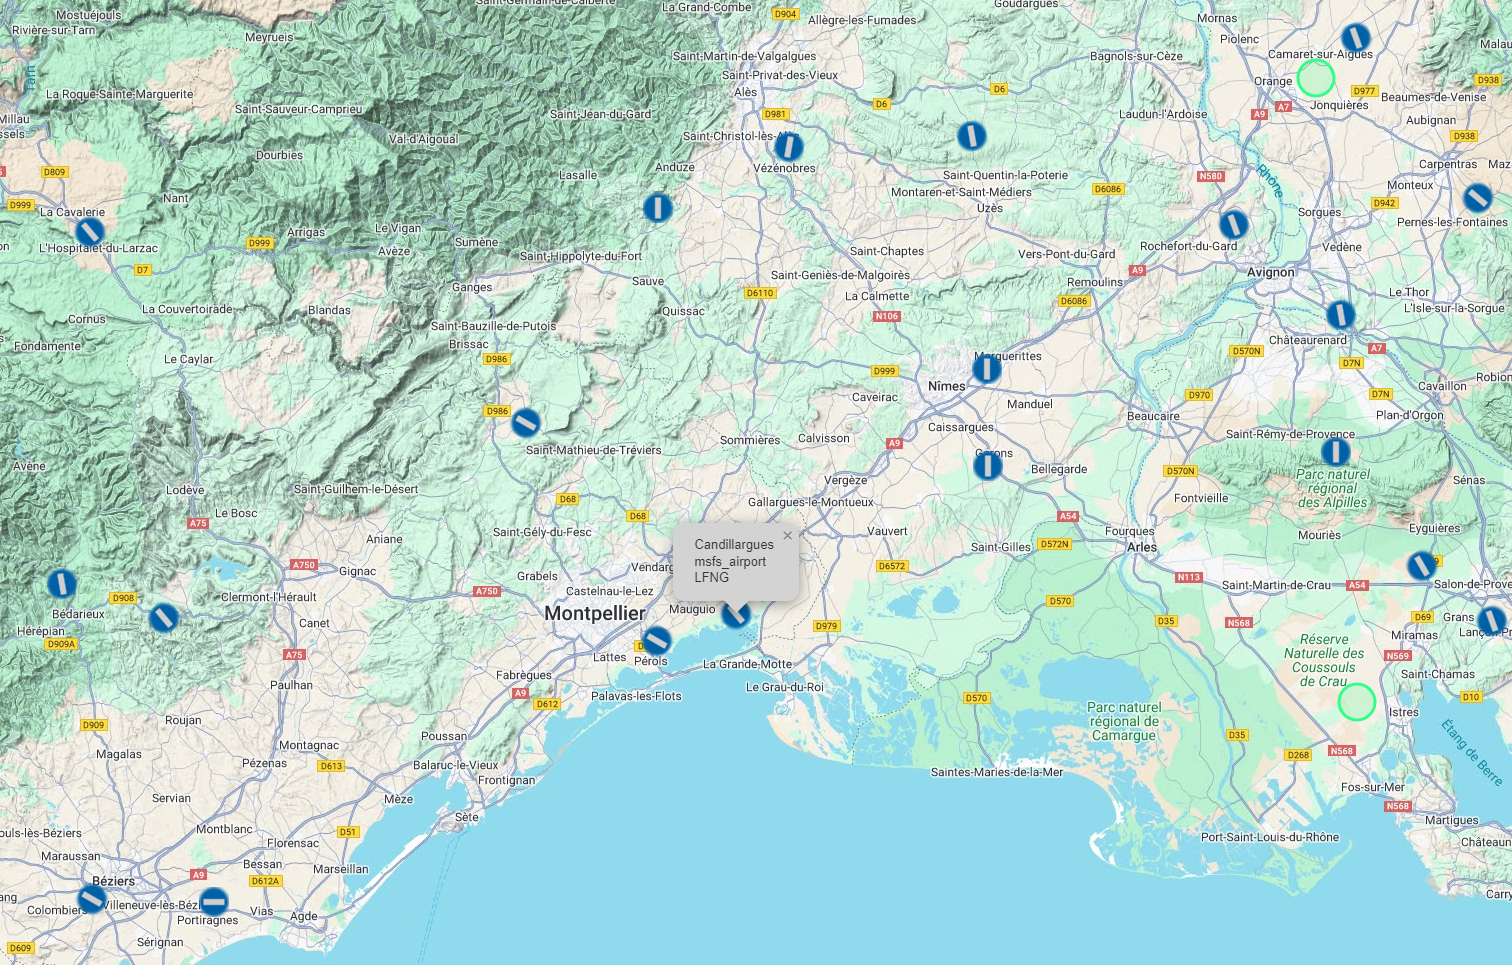 Mostuéjouls
Saint-Germain-de-Calberte
La Grand-Combe
D904
Allègre-les-Fumades
Goudargues
Mornas
Rivière-sur-Tarn
Meyrueis
Piolenc
Camaret-sur-Aigues
Malau
Saint-Martin-de-Valgalgues
Bagnols-sur-Cèze
Tarn
Saint-Privat-des-Vieux
Orange
D938
La Roque-Sainte-Marguerite
Alès
D6
D6
D977
Beaumes-de-Venise
Saint-Sauveur-Camprieu
Saint-Jean-du-Gard
D981
Laudun-l'Ardoise
A9
A7
Jonquières
Millau
Aubignan
Val-d'Aigoual
Saint-Christol-lès-Alès
D938
Dourbies
Anduze
Vézénobres
Carpentras
Maz
D809
Lasalle
Saint-Quentin-la-Poterie
N580
Rhône
Monteux
Nant
Montaren-et-Saint-Médiers
D6086
D999
La Cavalerie
Uzès
D942
Sorgues
Pernes-les-Fontaines
Arrigas
Le Vigan
L'Hospitalet-du-Larzac
D999
Avèze
Sumène
Saint-Hippolyte-du-Fort
Saint-Chaptes
Vers-Pont-du-Gard
Rochefort-du-Gard
Vedène
D7
Sauve
Saint-Geniès-de-Malgoirès
A9
Avignon
Ganges
Remoulins
La Couvertoirade
Blandas
Quissac
D6110
La Calmette
D6086
Le Thor
L'Isle-sur-la-Sorgue
Cornus
Saint-Bauzille-de-Putois
N106
Fondamente
Brissac
Châteaurenard
Le Caylar
D986
Marguerittes
D570N
A7
D7N
D999
Nîmes
Robion
Cavaillon
D986
Caveirac
Manduel
D970
D7N
Beaucaire
Plan-d'Orgon
Sommières
Calvisson
A9
Caissargues
Saint-Rémy-de-Provence
Avène
Saint-Mathieu-de-Tréviers
Garons
Bellegarde
D570N
Parc naturel
régional
des Alpilles
Sénas
Lodève
Saint-Guilhem-le-Désert
Vergèze
Fontvieille
Le Bosc
D68
Gallargues-le-Montueux
A75
D68
A54
Aniane
Saint-Gély-du-Fesc
Vauvert
Fourques
Mouriès
Eyguières
Saint-Gilles
D572N
Arles
Candillargues
msfs_airport
LFNG
×
A750
Gignac
Grabels
Vendarg
D6572
N113
Saint-Martin-de-Crau
A54
Salon-de-Prove
Clermont-l'Hérault
A750
Castelnau-le-Lez
D908
Bédarieux
Montpellier
Mauguio
D570
D35
N568
D69
Grans
Hérépian
D909A
Canet
D979
Réserve
Naturelle des
Coussouls
de Crau
Miramas
A75
Lattes
Pérols
La Grande-Motte
N569
Paulhan
Fabrègues
Le Grau-du-Roi
Saint-Chamas
A9
Palavas-les-Flots
D570
D10
D612
Parc naturel
régional de
Camargue
Istres
D909
Roujan
Poussan
D35
Étang de Berre
Magalas
Montagnac
N568
D268
Pézenas
D613
Balaruc-le-Vieux
Saintes-Maries-de-la-Mer
Frontignan
Fos-sur-Mer
Servian
Mèze
N568
Sète
Martigues
Montblanc
D51
Port-Saint-Louis-du-Rhône
Florensac
Maraussan
Bessan
Marseillan
A9
Béziers
D612A
Carry
Colombiers
Villeneuve-lès-Bézi
Portiragnes
Vias
Agde
D609
Sérignan